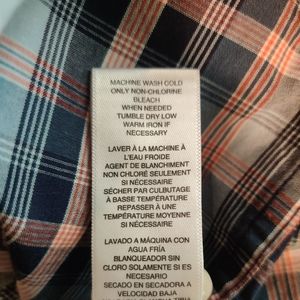 MACHINE WASH COLD
ONLY NON-CHLORINE
BLEACH
WHEN NEEDED
TUMBLE DRY LOW
WARM IRON IF
NECESSARY
LAVER À LA MACHINE À
L'EAU FROIDE
AGENT DE BLANCHIMENT
NON CHLORÉ SEULEMENT
SI NÉCESSAIRE
SÉCHER PAR CULBUTAGE
À BASSE TEMPÉRATURE
REPASSER À UNE
TEMPÉRATURE MOYENNE
SI NÉCESSAIRE
LAVADO A MÁQUINA CON
AGUA FRÍA
BLANQUEADOR SIN
CLORO SOLAMENTE SI ES
NECESARIO
SECADO EN SECADORA A
VELOCIDAD BAJA